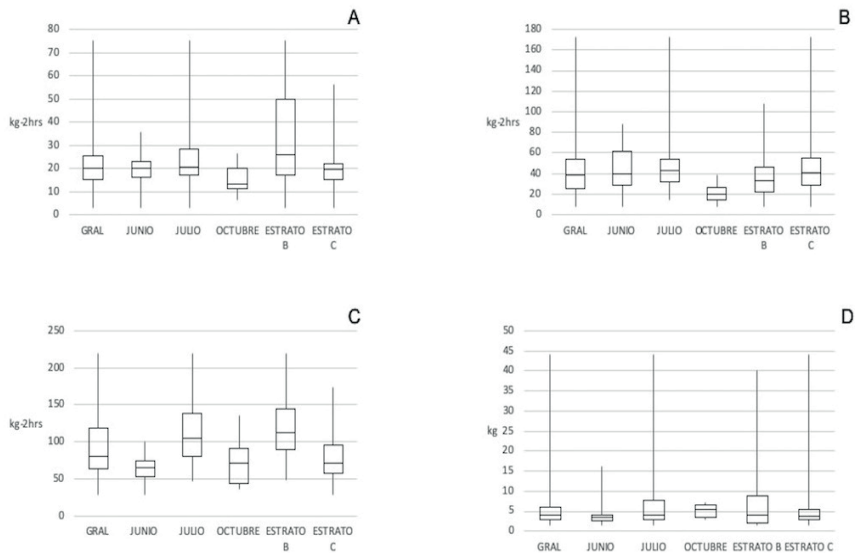 A
80
70
60
50
kg-2hrs
40
30
20
10
0
GRAL JUNIO JULIO OCTUBRE ESTRATO ESTRATO
B C
B
180
160
140
120
100
kg-2hrs
80
60
40
20
0
GRAL JUNIO JULIO OCTUBRE ESTRATO ESTRATO
B C
C
250
200
150
kg-2hrs
100
50
0
GRAL JUNIO JULIO OCTUBRE ESTRATO ESTRATO
B C
D
50
45
40
35
30
25
kg
20
15
10
5
0
GRAL JUNIO JULIO OCTUBRE ESTRATO B ESTRATO C